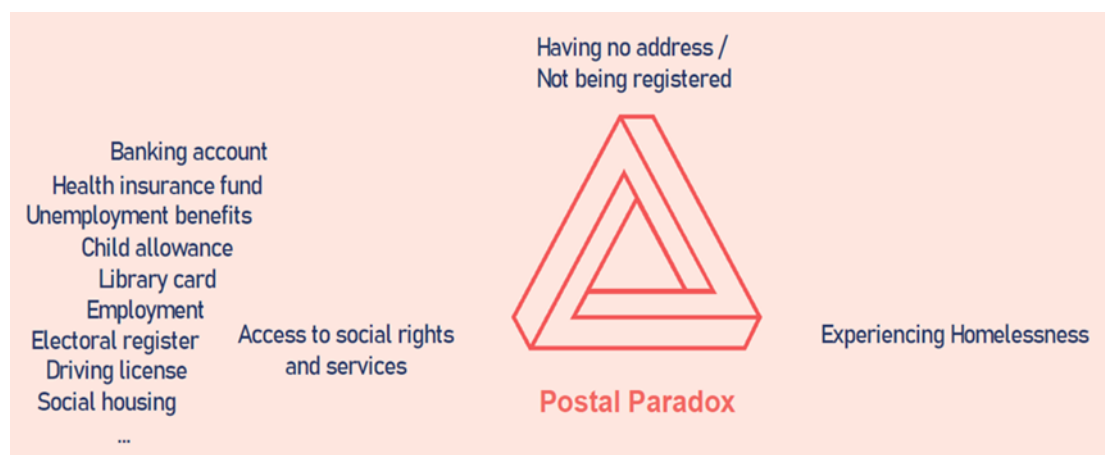 Having no address /
Not being registered
Banking account
Health insurance fund
Unemployment benefits
Child allowance
Library card
Employment
Electoral register
Driving license
Social housing
...
Access to social rights
and services
Experiencing Homelessness
Postal Paradox